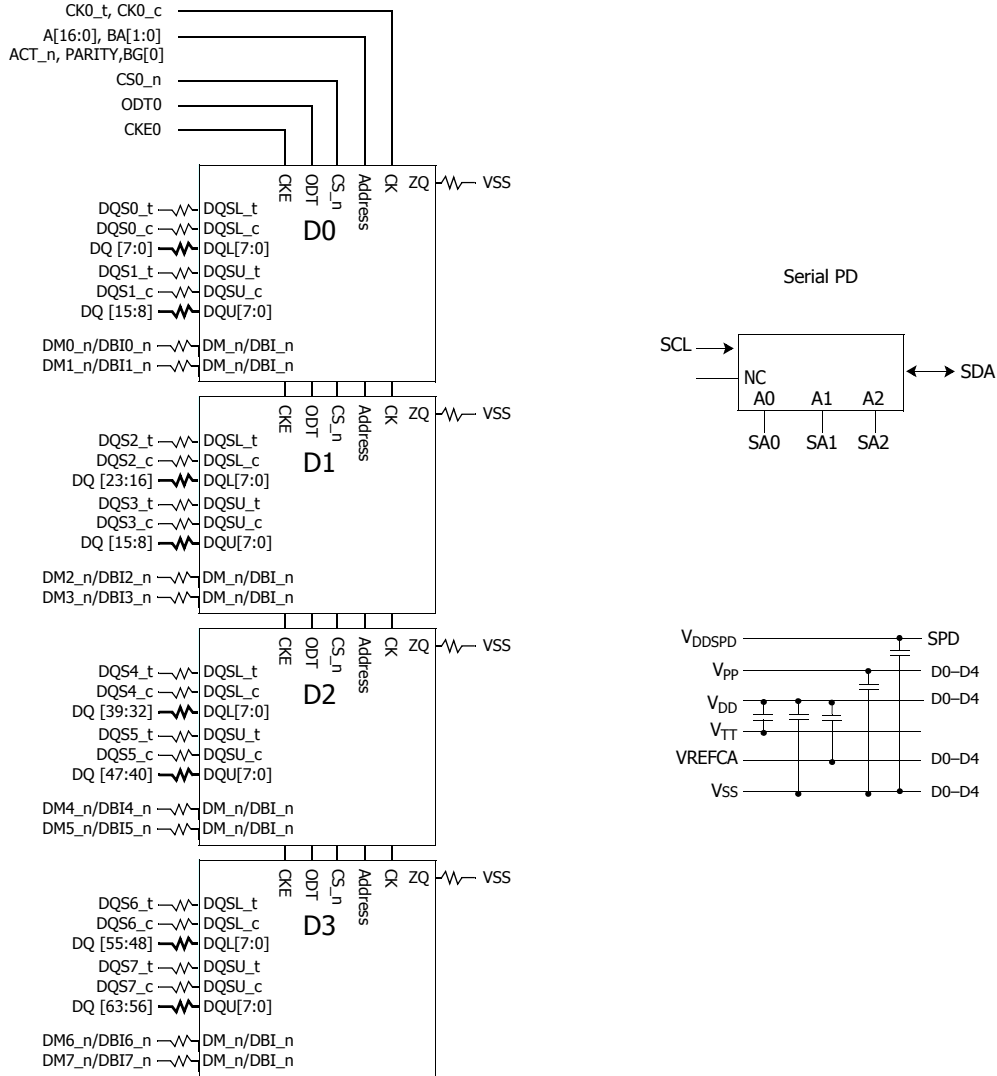 CK0_t, CK0_c
A[16:0], BA[1:0]
ACT_n, PARITY,BG[0]
CS0_n
ODT0
CKE0
CKE
ODT
CS_n
Address
CK
ZQ
VSS
D0
DQS0_t DQSL_t
DQS0_c DQSL_c
DQ [7:0] DQL[7:0]
DQS1_t DQSU_t
DQS1_c DQSU_c
DQ [15:8] DQU[7:0]
DM0_n/DBI0_n DM_n/DBI_n
DM1_n/DBI1_n DM_n/DBI_n
CKE
ODT
CS_n
Address
CK
ZQ
VSS
D1
DQS2_t DQSL_t
DQS2_c DQSL_c
DQ [23:16] DQL[7:0]
DQS3_t DQSU_t
DQS3_c DQSU_c
DQ [15:8] DQU[7:0]
DM2_n/DBI2_n DM_n/DBI_n
DM3_n/DBI3_n DM_n/DBI_n
CKE
ODT
CS_n
Address
CK
ZQ
VSS
D2
DQS4_t DQSL_t
DQS4_c DQSL_c
DQ [39:32] DQL[7:0]
DQS5_t DQSU_t
DQS5_c DQSU_c
DQ [47:40] DQU[7:0]
DM4_n/DBI4_n DM_n/DBI_n
DM5_n/DBI5_n DM_n/DBI_n
CKE
ODT
CS_n
Address
CK
ZQ
VSS
D3
DQS6_t DQSL_t
DQS6_c DQSL_c
DQ [55:48] DQL[7:0]
DQS7_t DQSU_t
DQS7_c DQSU_c
DQ [63:56] DQU[7:0]
DM6_n/DBI6_n DM_n/DBI_n
DM7_n/DBI7_n DM_n/DBI_n
Serial PD
SCL
SDA
NC
A0 A1 A2
SA0 SA1 SA2
VDDSPD SPD
VPP D0–D4
VDD D0–D4
VTT
VREFCA D0–D4
VSS D0–D4